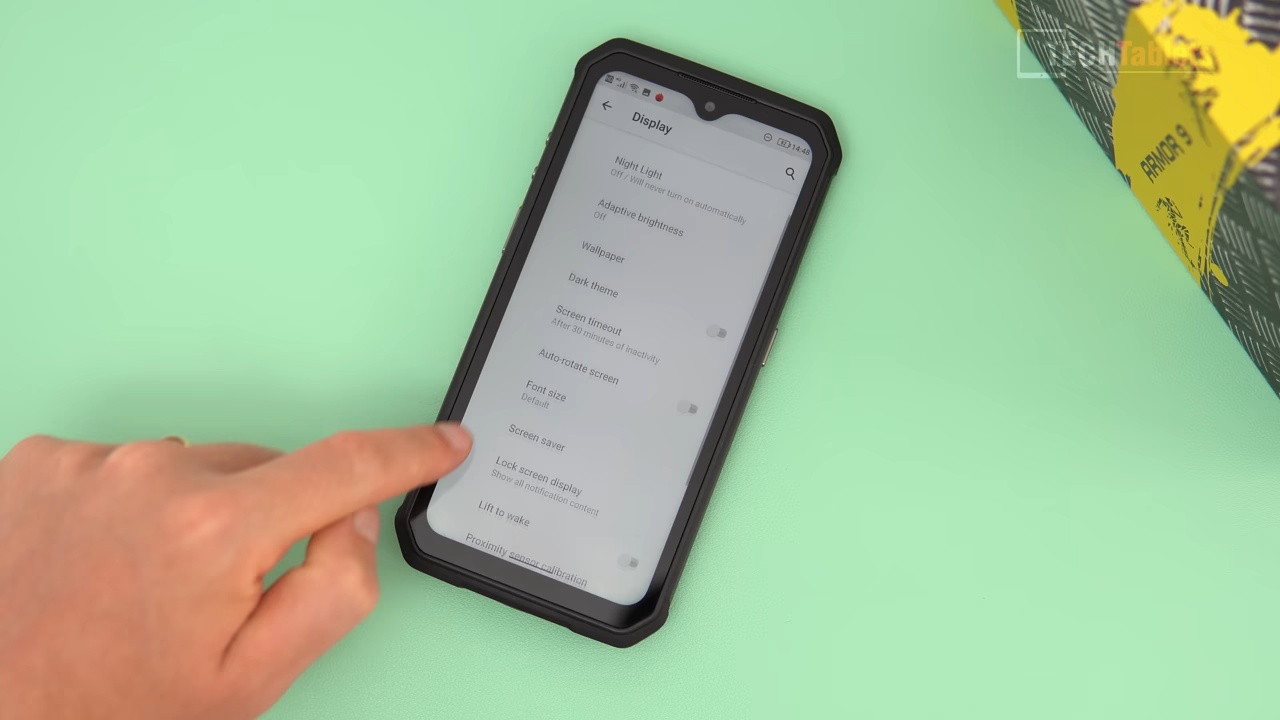 TECHTablets
ARMOR 9
14:48
Display
Night Light
Off / Will never turn on automatically
Adaptive brightness
Off
Wallpaper
Dark theme
Screen timeout
After 30 minutes of inactivity
Auto-rotate screen
Font size
Default
Screen saver
Lock screen display
Show all notification content
Lift to wake
Proximity sensor calibration